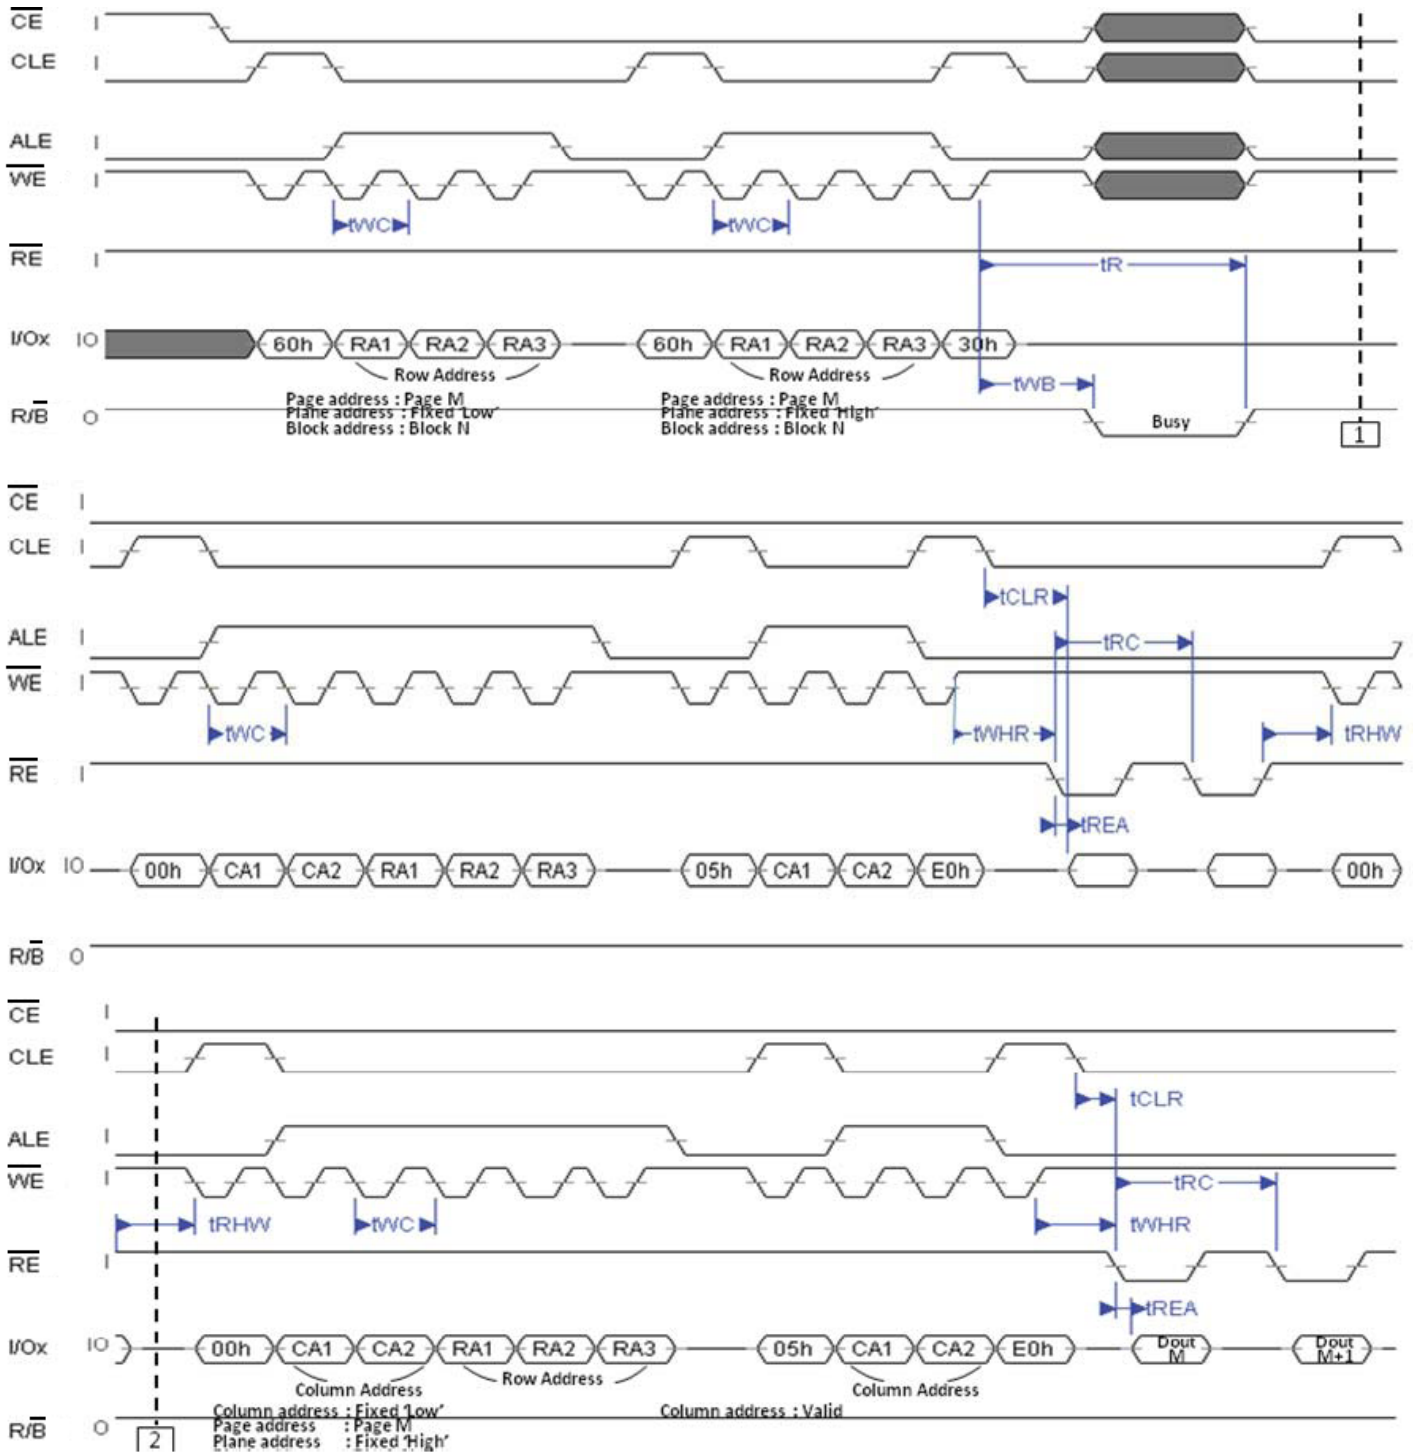 CE I
CLE I
ALE I
WE I
tWC tWC
RE I
tR
I/Ox IO 60h RA1 RA2 RA3 60h RA1 RA2 RA3 30h
Row Address Row Address
tWB
Page address : Page M Page address : Page M
Plane address : Fixed 'Low' Plane address : Fixed 'High'
R/B O Busy
Block address : Block N Block address : Block N
1
CE I
CLE I
tCLR
ALE I
tRC
WE I
tWC tWHR tRHW
RE I
tREA
I/Ox IO 00h CA1 CA2 RA1 RA2 RA3 05h CA1 CA2 E0h 00h
R/B O
CE I
CLE I
tCLR
ALE I
WE I
tRC
tRHW tWC tWHR
RE I
tREA
I/Ox IO 00h CA1 CA2 RA1 RA2 RA3 05h CA1 CA2 E0h Dout M Dout M+1
Row Address
Column Address Column Address
Column address : Fixed 'Low' Column address : Valid
Page address : Page M
R/B O
2
Plane address : Fixed 'High'